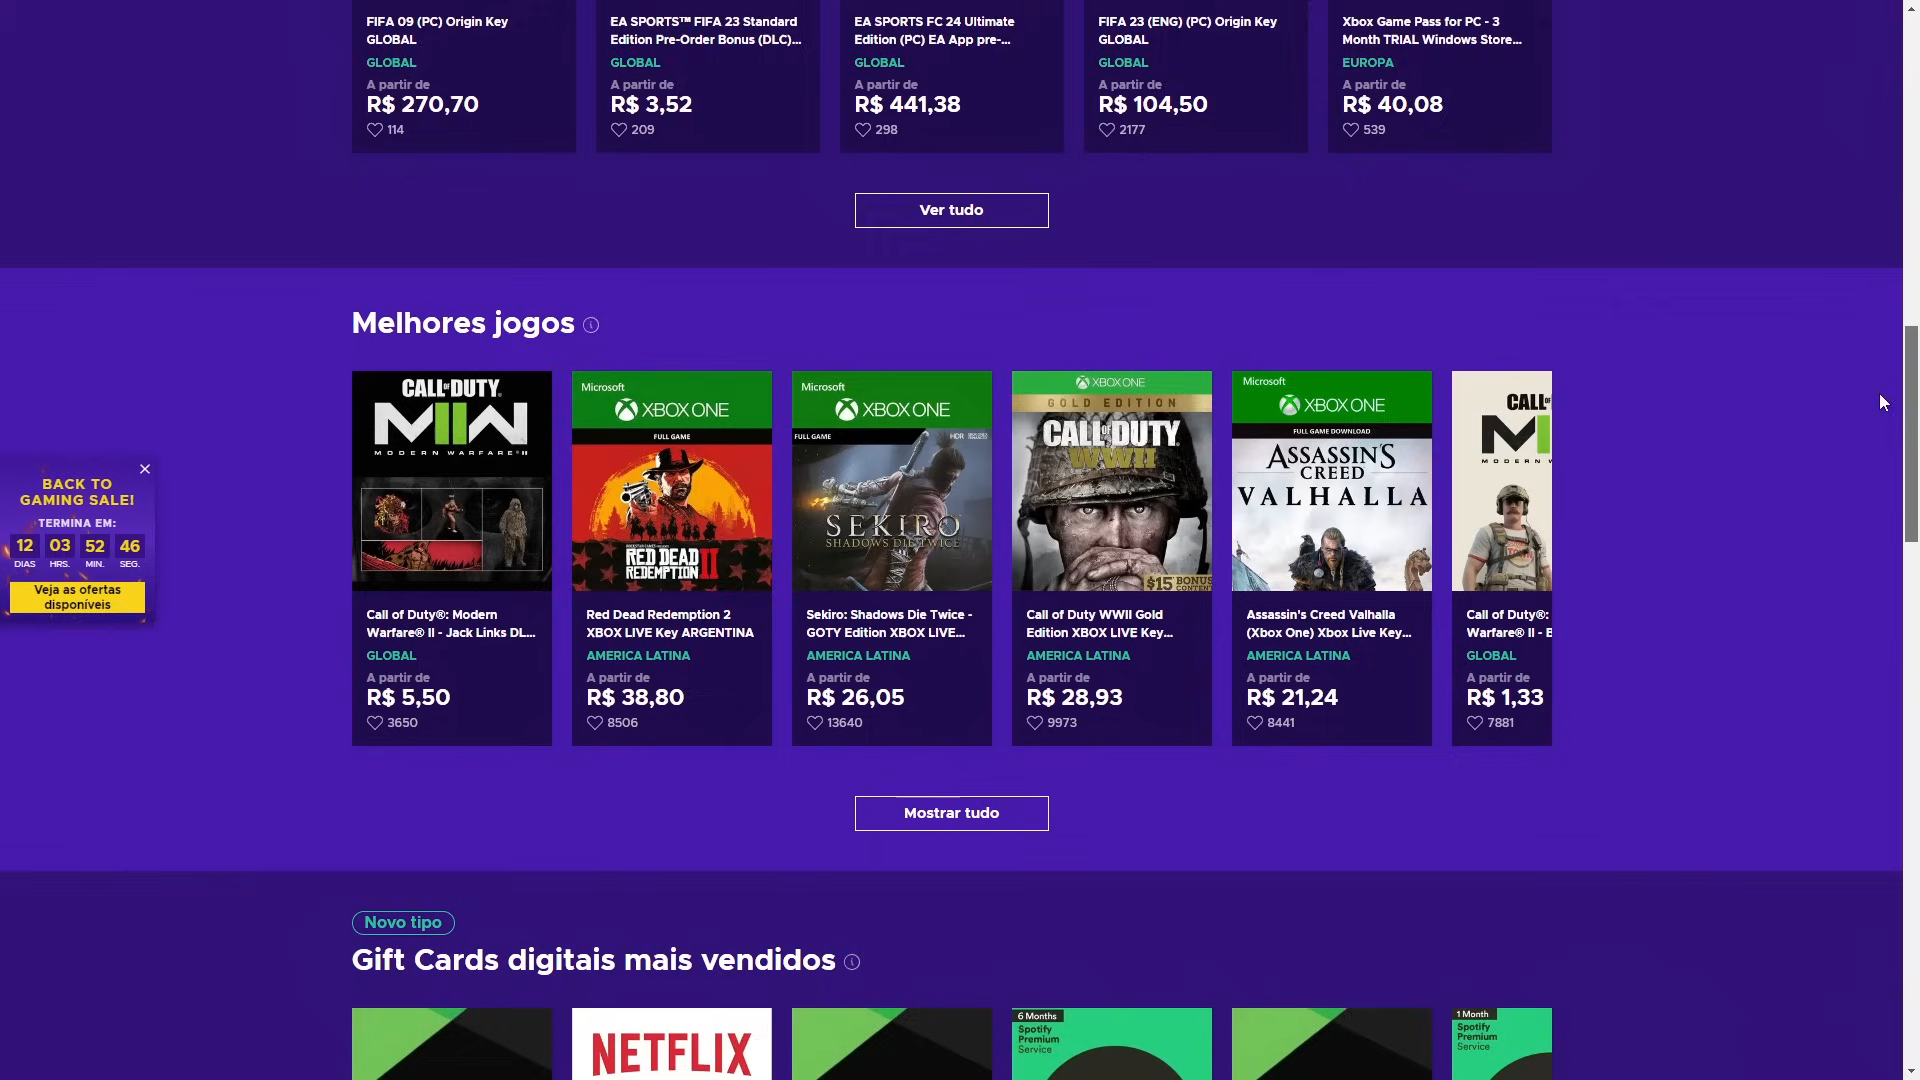 FIFA 09 (PC) Origin Key
GLOBAL
GLOBAL
A partir de
R$ 270,70
114
EA SPORTS™ FIFA 23 Standard
Edition Pre-Order Bonus (DLC)...
GLOBAL
A partir de
R$ 3,52
209
EA SPORTS FC 24 Ultimate
Edition (PC) EA App pre-...
GLOBAL
A partir de
R$ 441,38
298
FIFA 23 (ENG) (PC) Origin Key
GLOBAL
GLOBAL
A partir de
R$ 104,50
2177
Xbox Game Pass for PC - 3
Month TRIAL Windows Store...
EUROPA
A partir de
R$ 40,08
539
Ver tudo
Melhores jogos
CALL OF DUTY
MWII
MODERN WARFARE II
Call of Duty®: Modern
Warfare® II - Jack Links DL...
GLOBAL
A partir de
R$ 5,50
3650
Microsoft
XBOX ONE
FULL GAME
RED DEAD
REDEMPTION II
Red Dead Redemption 2
XBOX LIVE Key ARGENTINA
AMERICA LATINA
A partir de
R$ 38,80
8506
Microsoft
XBOX ONE
FULL GAME
HDR
SEKIRO
SHADOWS DIE TWICE
Sekiro: Shadows Die Twice -
GOTY Edition XBOX LIVE...
AMERICA LATINA
A partir de
R$ 26,05
13640
XBOX ONE
GOLD EDITION
CALL OF DUTY
WWII
$15 BONUS
CONTENT
Call of Duty WWII Gold
Edition XBOX LIVE Key...
AMERICA LATINA
A partir de
R$ 28,93
9973
Microsoft
XBOX ONE
FULL GAME DOWNLOAD
ASSASSIN'S
CREED
VALHALLA
Assassin's Creed Valhalla
(Xbox One) Xbox Live Key...
AMERICA LATINA
A partir de
R$ 21,24
8441
CALL OF
MW
MODERN W
Call of Duty®:
Warfare® II - B
GLOBAL
A partir de
R$ 1,33
7881
BACK TO
GAMING SALE!
TERMINA EM:
12 03 52 46
DIAS HRS. MIN. SEG.
Veja as ofertas
disponíveis
Mostrar tudo
Novo tipo
Gift Cards digitais mais vendidos
NETFLIX
6 Months
Spotify
Premium
Service
1 Month
Spotify
Premium
Service